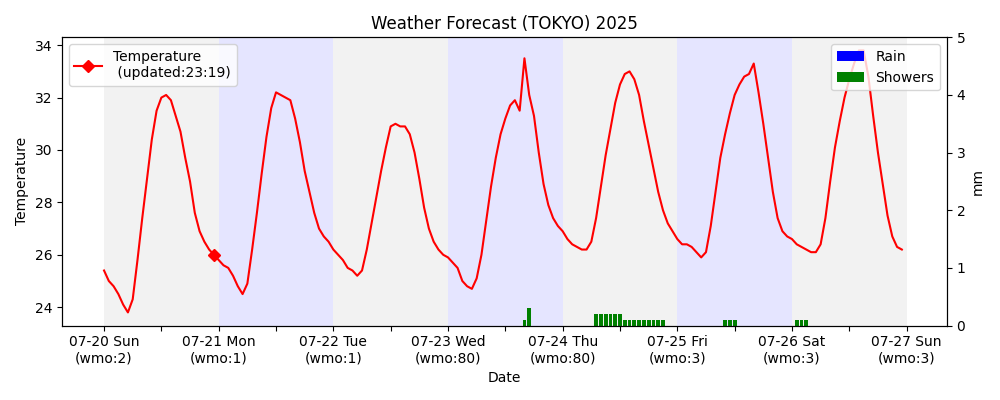 Weather Forecast (TOKYO) 2025
Temperature
(updated:23:19)
Rain
Showers
Temperature
34
32
30
28
26
24
5
4
3
2
1
0
mm
07-20 Sun
(wmo:2)
07-21 Mon
(wmo:1)
07-22 Tue
(wmo:1)
07-23 Wed
(wmo:80)
07-24 Thu
(wmo:80)
07-25 Fri
(wmo:3)
07-26 Sat
(wmo:3)
07-27 Sun
(wmo:3)
Date